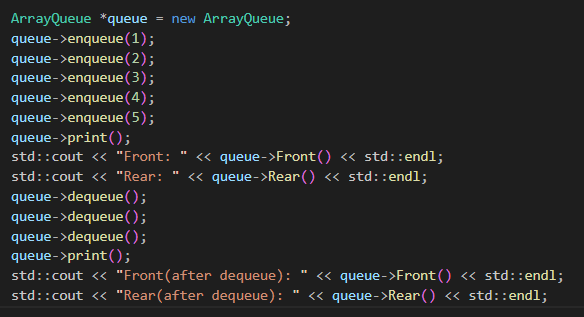 ArrayQueue *queue = new ArrayQueue;
queue->enqueue(1);
queue->enqueue(2);
queue->enqueue(3);
queue->enqueue(4);
queue->enqueue(5);
queue->print();
std::cout << "Front: " << queue->Front() << std::endl;
std::cout << "Rear: " << queue->Rear() << std::endl;
queue->dequeue();
queue->dequeue();
queue->dequeue();
queue->print();
std::cout << "Front(after dequeue): " << queue->Front() << std::endl;
std::cout << "Rear(after dequeue): " << queue->Rear() << std::endl;